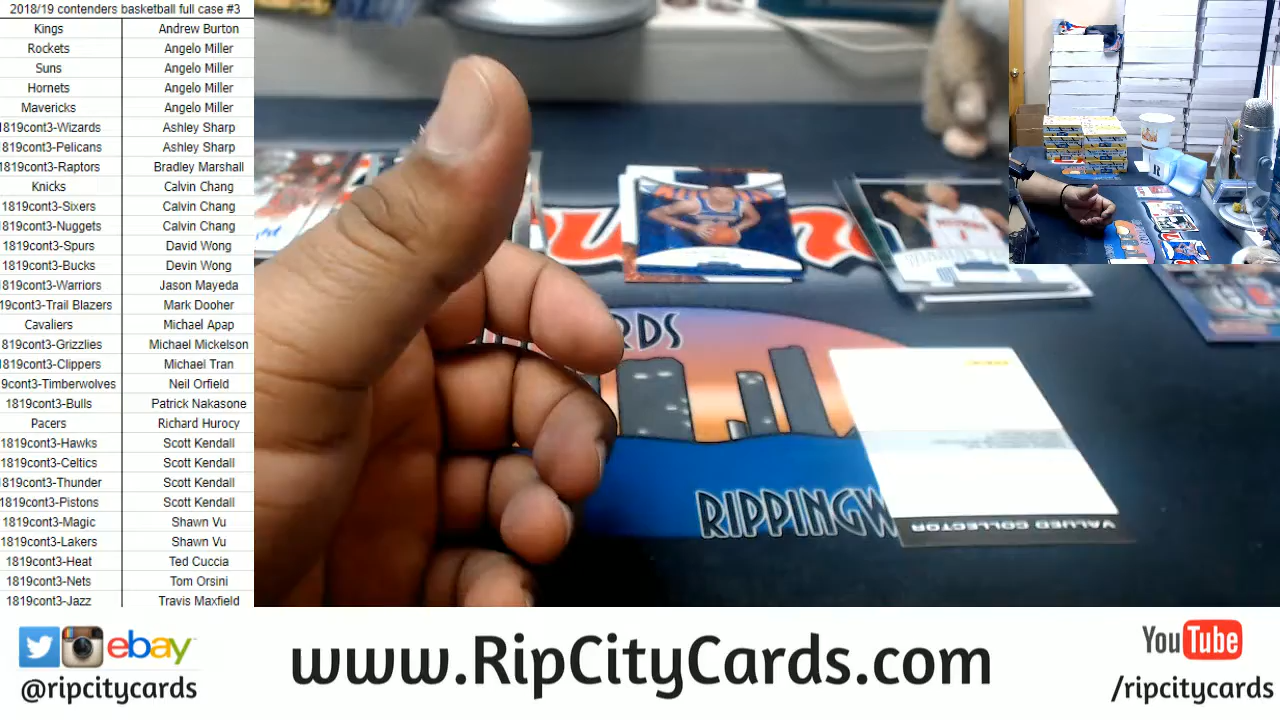 2018/19 contenders basketball full case #3
Kings Andrew Burton
Rockets Angelo Miller
Suns Angelo Miller
Hornets Angelo Miller
Mavericks Angelo Miller
1819cont3-Wizards Ashley Sharp
1819cont3-Pelicans Ashley Sharp
1819cont3-Raptors Bradley Marshall
Knicks Calvin Chang
1819cont3-Sixers Calvin Chang
1819cont3-Nuggets Calvin Chang
1819cont3-Spurs David Wong
1819cont3-Bucks Devin Wong
1819cont3-Warriors Jason Mayeda
19cont3-Trail Blazers Mark Dooher
Cavaliers Michael Apap
1819cont3-Grizzlies Michael Mickelson
1819cont3-Clippers Michael Tran
9cont3-Timberwolves Neil Orfield
1819cont3-Bulls Patrick Nakasone
Pacers Richard Hurocy
1819cont3-Hawks Scott Kendall
1819cont3-Celtics Scott Kendall
1819cont3-Thunder Scott Kendall
1819cont3-Pistons Scott Kendall
1819cont3-Magic Shawn Vu
1819cont3-Lakers Shawn Vu
1819cont3-Heat Ted Cuccia
1819cont3-Nets Tom Orsini
1819cont3-Jazz Travis Maxfield
RDS
RIPPINGW
VALUED COLLECTOR
ebay
@ripcitycards
www.RipCityCards.com
YouTube
/ripcitycards